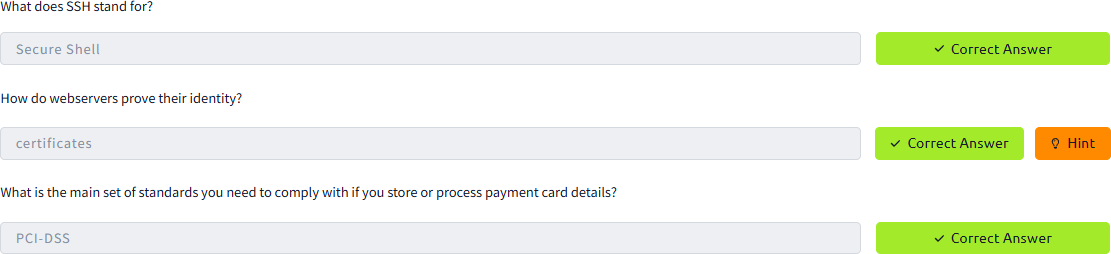 What does SSH stand for?
Secure Shell
Correct Answer
How do webservers prove their identity?
certificates
Correct Answer
Hint
What is the main set of standards you need to comply with if you store or process payment card details?
PCI-DSS
Correct Answer